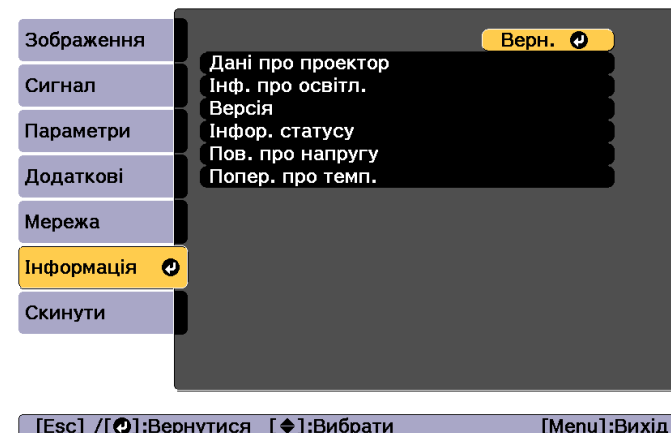 Зображення
Сигнал
Параметри
Додаткові
Мережа
Інформація
Скинути
Верн.
Дані про проектор
Інф. про освітл.
Версія
Інфор. статусу
Пов. про напругу
Попер. про темп.
[Esc] /[⏎]:Вернутися [◆]:Вибрати [Menu]:Вихід